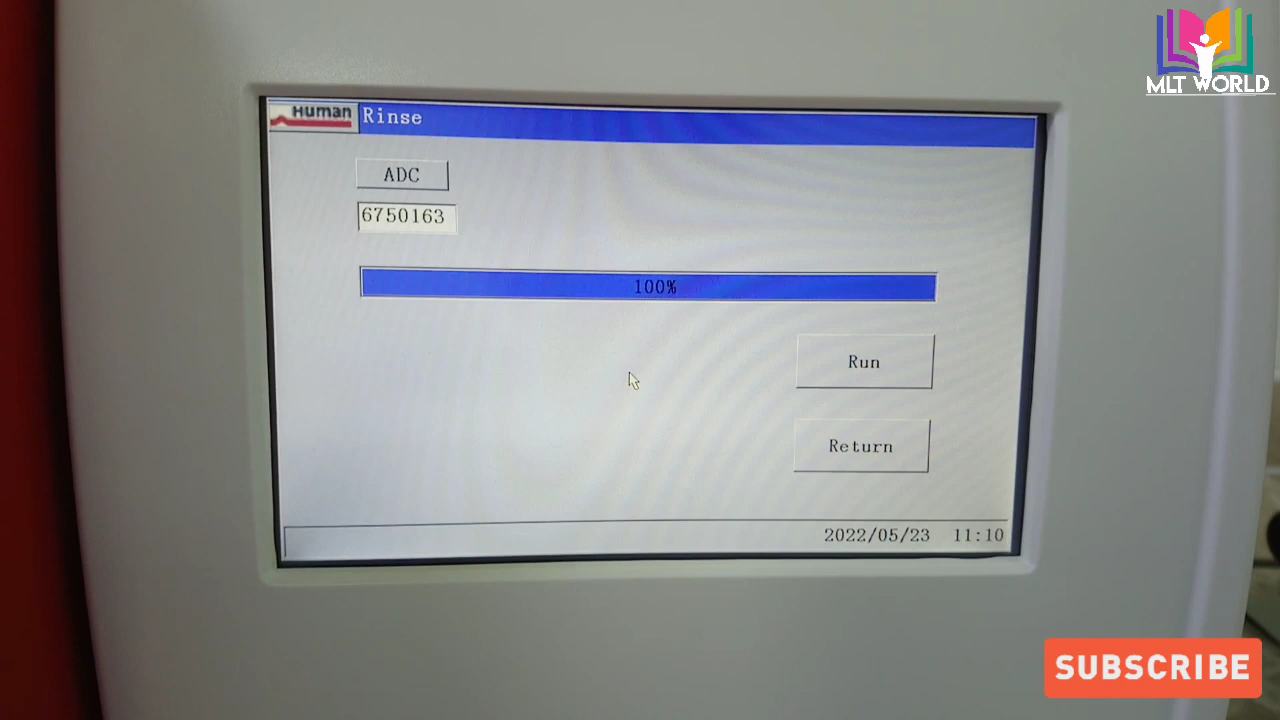 MLT WORLD
Human
Rinse
ADC
6750163
100%
Run
Return
2022/05/23 11:10
SUBSCRIBE